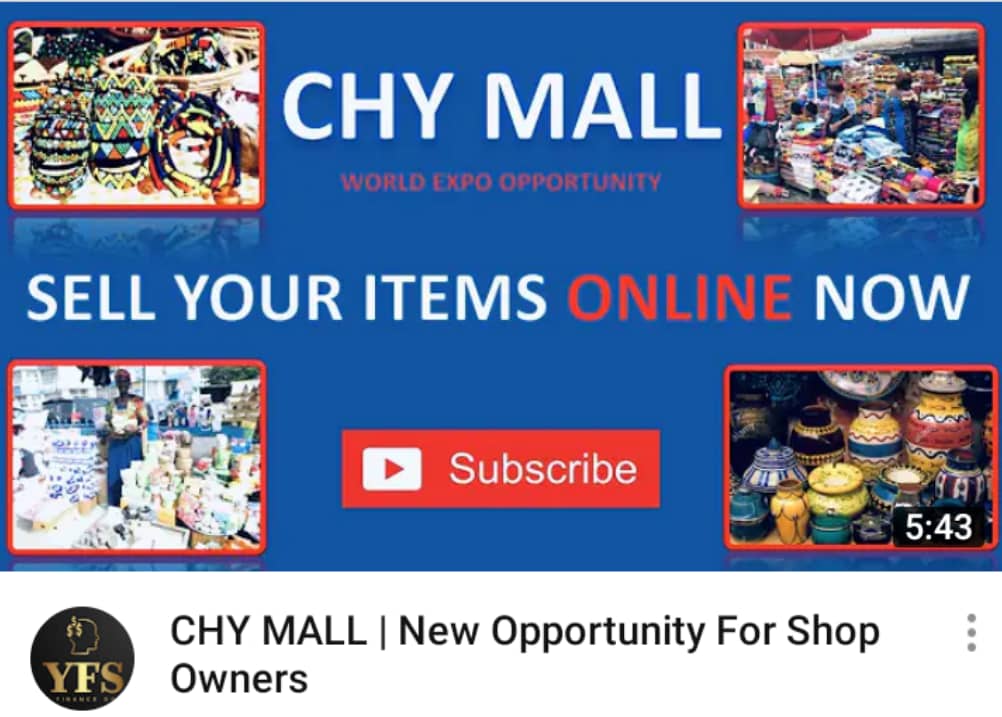 CHY MALL
WORLD EXPO OPPORTUNITY
SELL YOUR ITEMS ONLINE NOW
Subscribe
5:43
$$
YFS
CHY MALL | New Opportunity For Shop
Owners